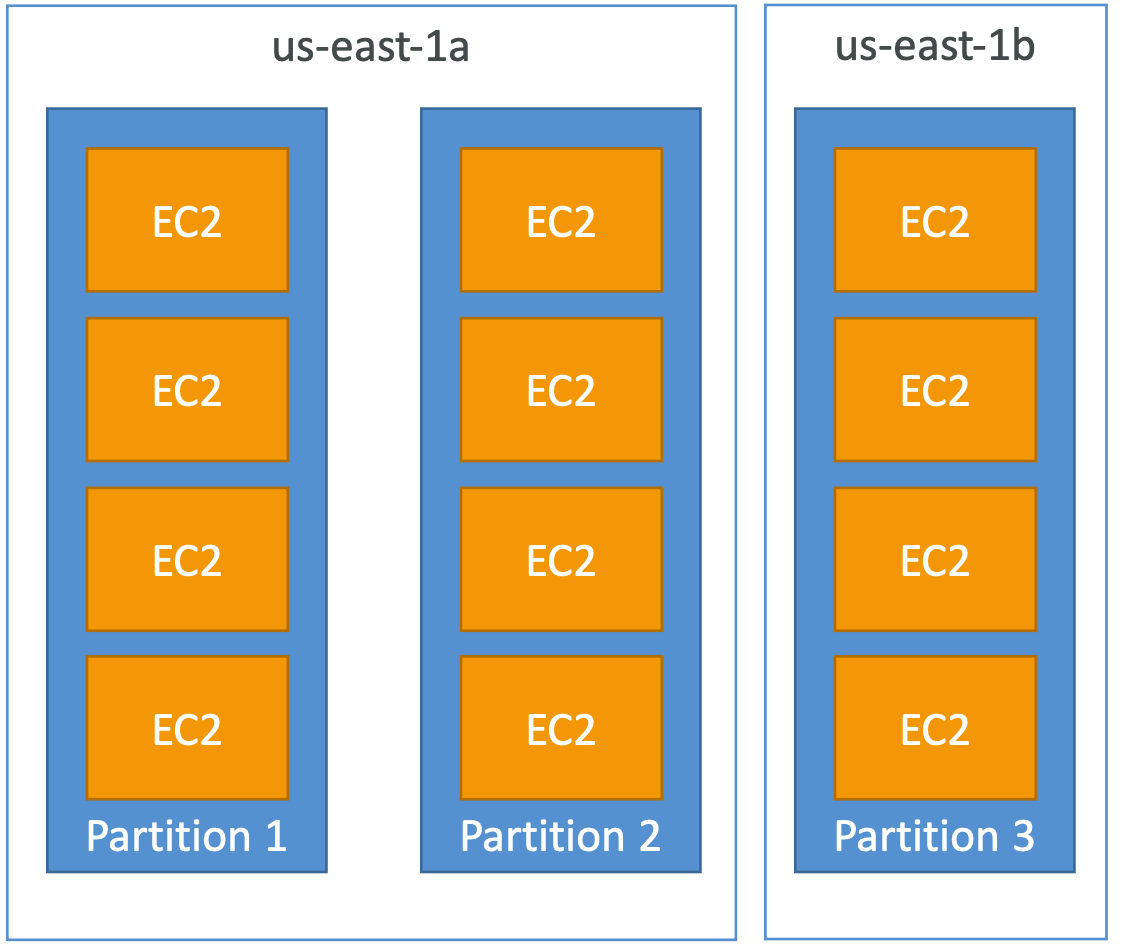 us-east-1a
EC2
EC2
EC2
EC2
Partition 1
EC2
EC2
EC2
EC2
Partition 2
us-east-1b
EC2
EC2
EC2
EC2
Partition 3